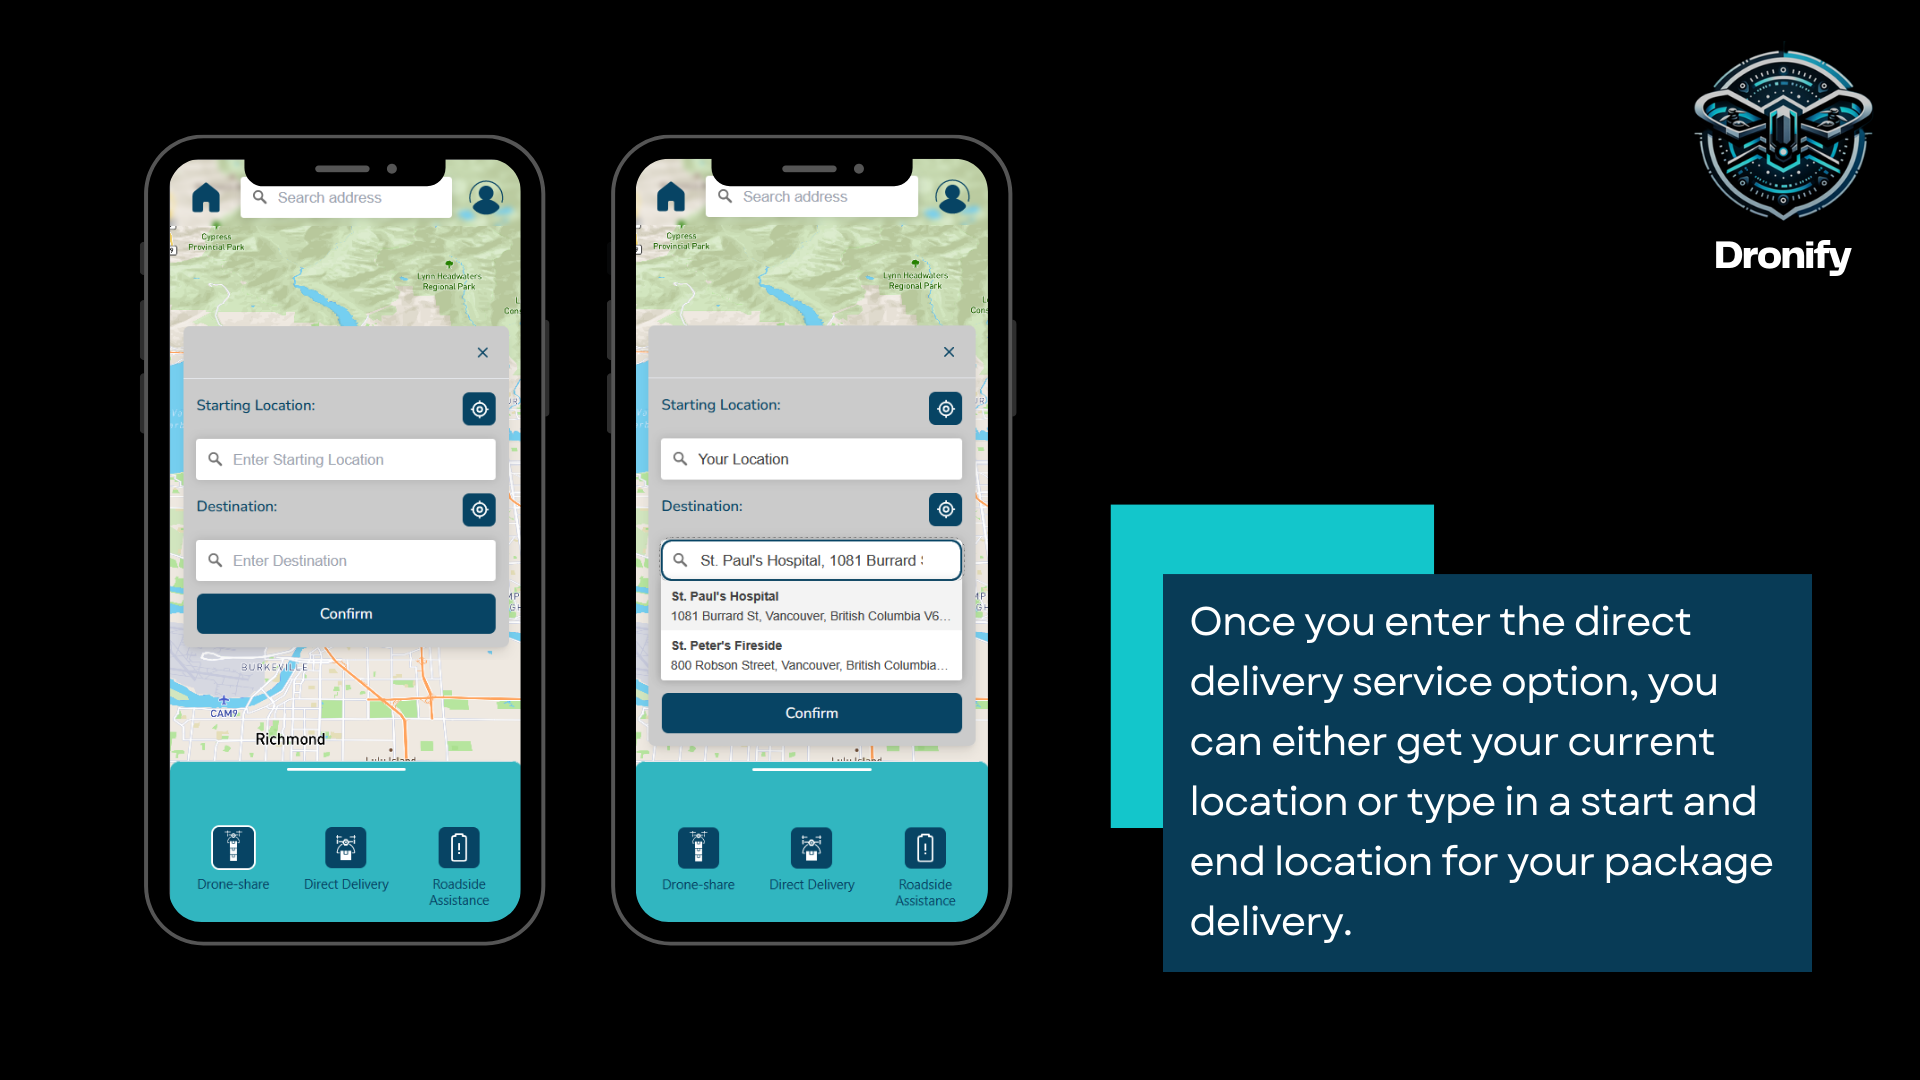 Dronify
Search address
Cypress
Provincial Park
Lynn Headwaters
Regional Park
Starting Location:
Enter Starting Location
Destination:
Enter Destination
Confirm
BURKEVILLE
CAM9
Richmond
Lulu Island
Drone-share
Direct Delivery
Roadside
Assistance
Search address
Cypress
Provincial Park
Lynn Headwaters
Regional Park
Starting Location:
Your Location
Destination:
St. Paul's Hospital, 1081 Burrard
St. Paul's Hospital
1081 Burrard St, Vancouver, British Columbia V6...
St. Peter's Fireside
800 Robson Street, Vancouver, British Columbia...
Confirm
Lulu Island
Drone-share
Direct Delivery
Roadside
Assistance
Once you enter the direct
delivery service option, you
can either get your current
location or type in a start and
end location for your package
delivery.